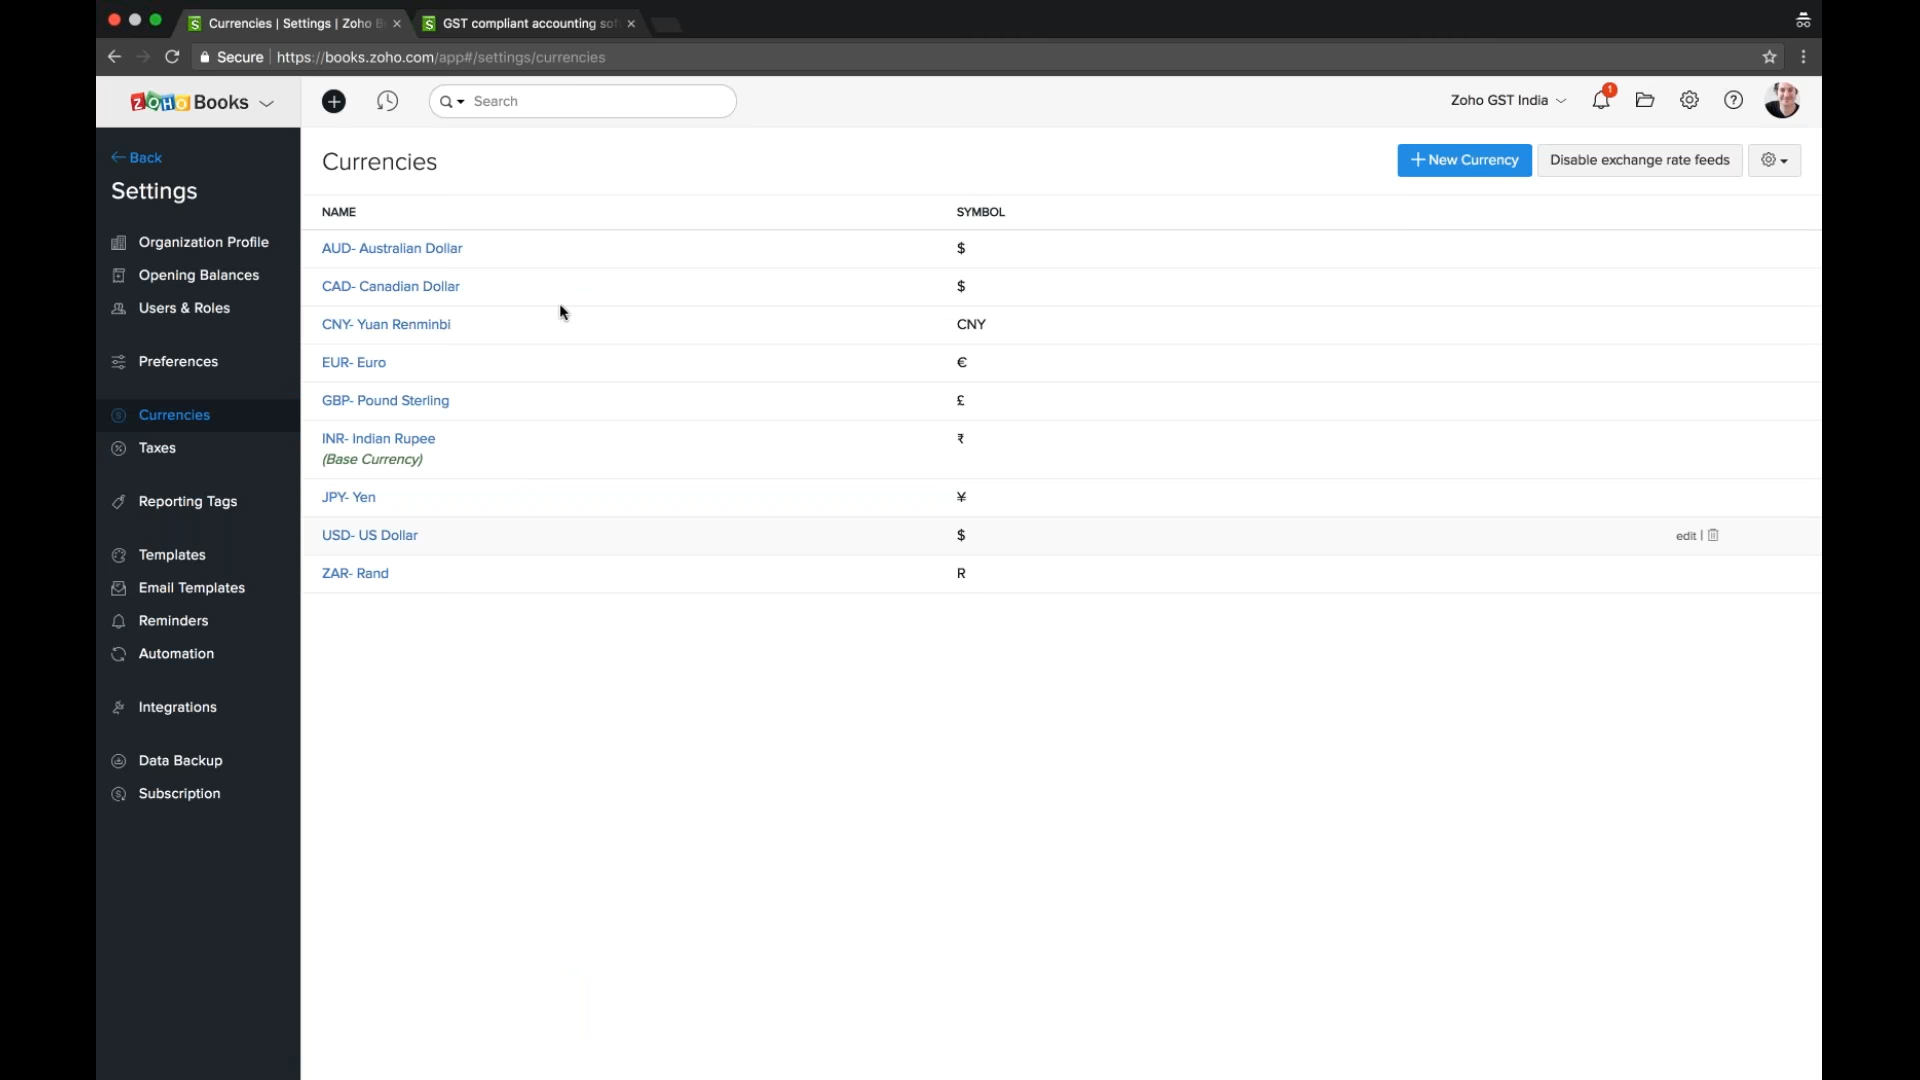 Currencies | Settings | Zoho B
GST compliant accounting sof
Secure
https://books.zoho.com/app#/settings/currencies
ZOHO Books
Search
Zoho GST India
1
Back
Settings
Organization Profile
Opening Balances
Users & Roles
Preferences
Currencies
Taxes
Reporting Tags
Templates
Email Templates
Reminders
Automation
Integrations
Data Backup
Subscription
Currencies
+ New Currency
Disable exchange rate feeds
NAME SYMBOL
AUD- Australian Dollar $
CAD- Canadian Dollar $
CNY- Yuan Renminbi CNY
EUR- Euro €
GBP- Pound Sterling £
INR- Indian Rupee ₹
(Base Currency)
JPY- Yen ¥
USD- US Dollar $ edit |
ZAR- Rand R